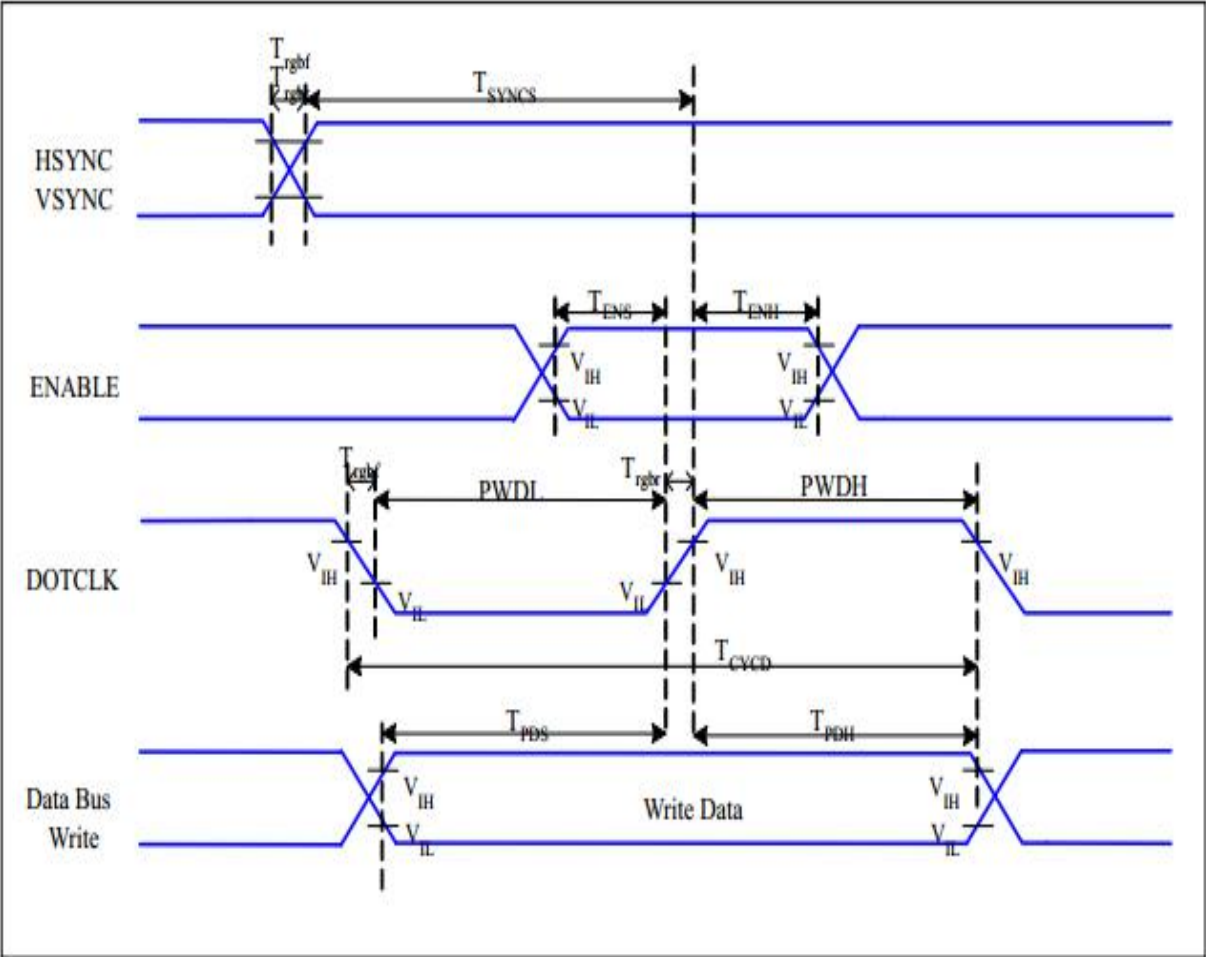 Trgbf
Trgbr TSYNCS
HSYNC
VSYNC
TENS TENH
VIH VIH
ENABLE
VIL VIL
Trgbf Trgbr
PWDL PWDH
VIH VIH VIH
DOTCLK
VIL VIL
TCYCD
TPDS TPDH
VIH VIH
Data Bus Write Data
Write
VIL VIL